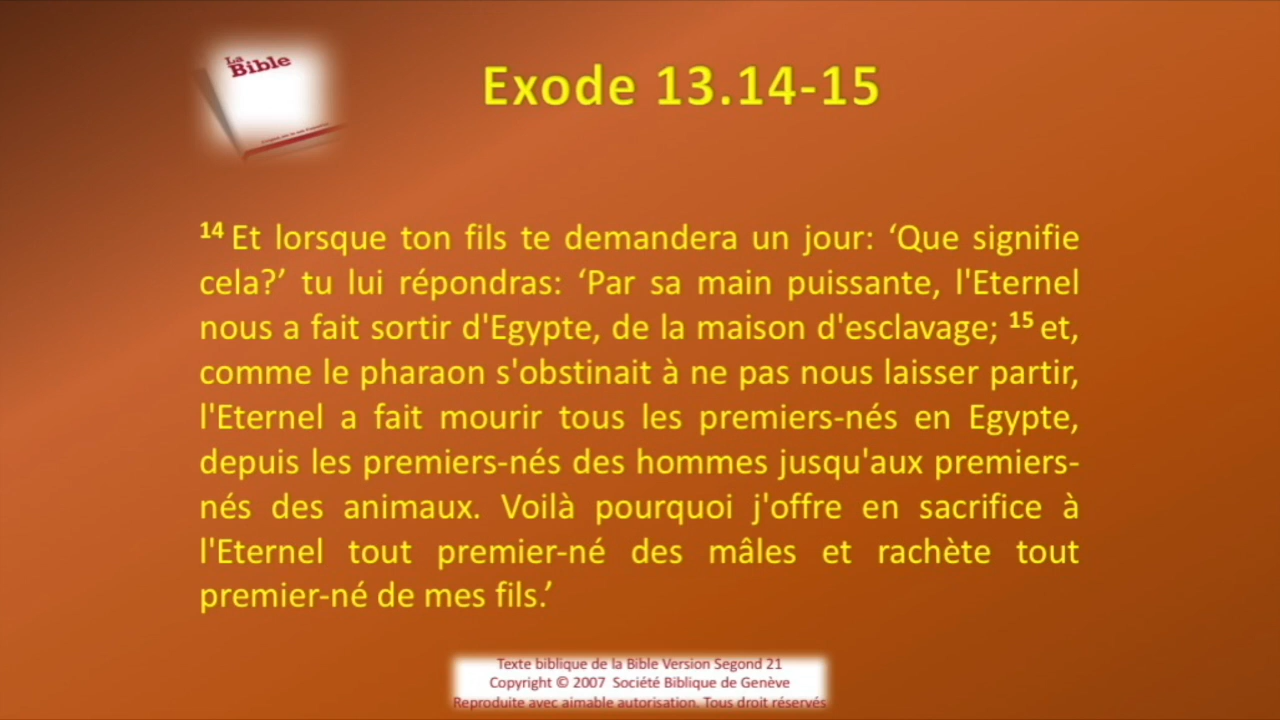 La
Bible
Exode 13.14-15
14 Et lorsque ton fils te demandera un jour: ‘Que signifie
cela?’ tu lui répondras: ‘Par sa main puissante, l'Eternel
nous a fait sortir d'Egypte, de la maison d'esclavage; 15 et,
comme le pharaon s'obstinait à ne pas nous laisser partir,
l'Eternel a fait mourir tous les premiers-nés en Egypte,
depuis les premiers-nés des hommes jusqu'aux premiers-
nés des animaux. Voilà pourquoi j'offre en sacrifice à
l'Eternel tout premier-né des mâles et rachète tout
premier-né de mes fils.’
Texte biblique de la Bible Version Segond 21
Copyright © 2007 Société Biblique de Genève
Reproduite avec aimable autorisation. Tous droit réservés